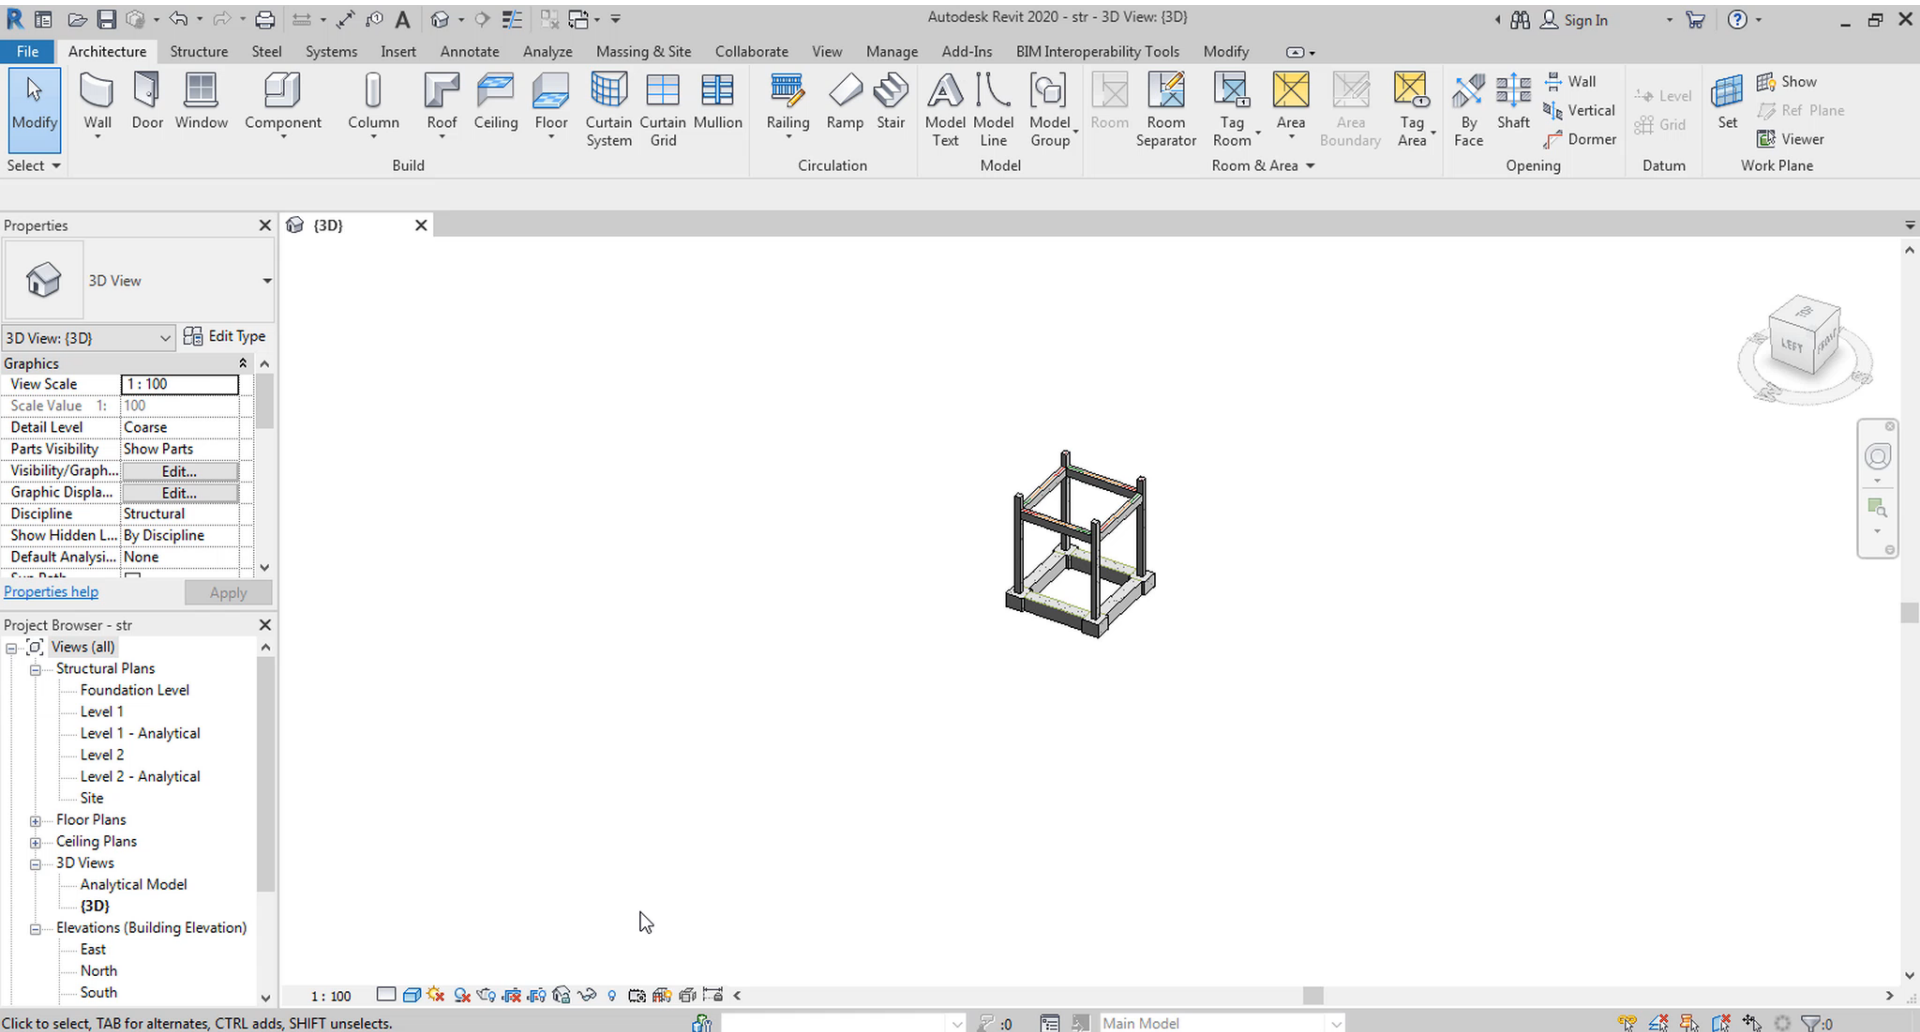 Autodesk Revit 2020 - str - 3D View: {3D}
Sign In
File Architecture Structure Steel Systems Insert Annotate Analyze Massing & Site Collaborate View Manage Add-Ins BIM Interoperability Tools Modify
Modify
Wall
Door
Window
Component
Column
Roof
Ceiling
Floor
Curtain System
Curtain Grid
Mullion
Railing
Ramp
Stair
Model Text
Model Line
Model Group
Room
Room Separator
Tag Room
Area
Area Boundary
Tag Area
By Face
Shaft
Wall
Vertical
Dormer
Level
Grid
Set
Show
Ref Plane
Viewer
Select
Build
Circulation
Model
Room & Area
Opening
Datum
Work Plane
Properties
{3D}
3D View
3D View: {3D}
Edit Type
Graphics
View Scale 1 : 100
Scale Value 1: 100
Detail Level Coarse
Parts Visibility Show Parts
Visibility/Graph... Edit...
Graphic Displa... Edit...
Discipline Structural
Show Hidden L... By Discipline
Default Analysi... None
Properties help
Apply
Project Browser - str
Views (all)
Structural Plans
Foundation Level
Level 1
Level 1 - Analytical
Level 2
Level 2 - Analytical
Site
Floor Plans
Ceiling Plans
3D Views
Analytical Model
{3D}
Elevations (Building Elevation)
East
North
South
TOP
LEFT
FRONT
1 : 100
Click to select, TAB for alternates, CTRL adds, SHIFT unselects.
:0
Main Model
:0